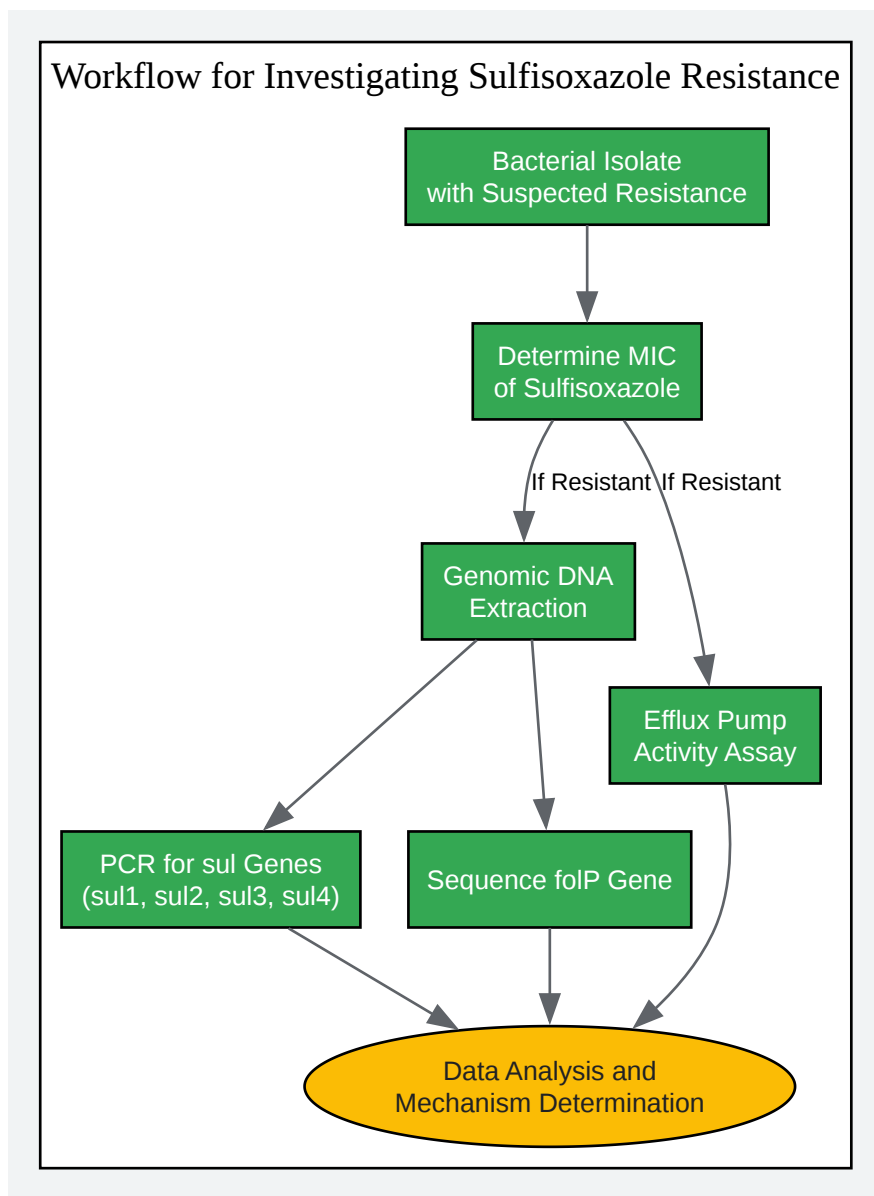 Workflow for Investigating Sulfisoxazole Resistance
Bacterial Isolate
with Suspected Resistance
Determine MIC
of Sulfisoxazole
If Resistant
If Resistant
Genomic DNA
Extraction
Efflux Pump
Activity Assay
PCR for sul Genes
(sul1, sul2, sul3, sul4)
Sequence folP Gene
Data Analysis and
Mechanism Determination